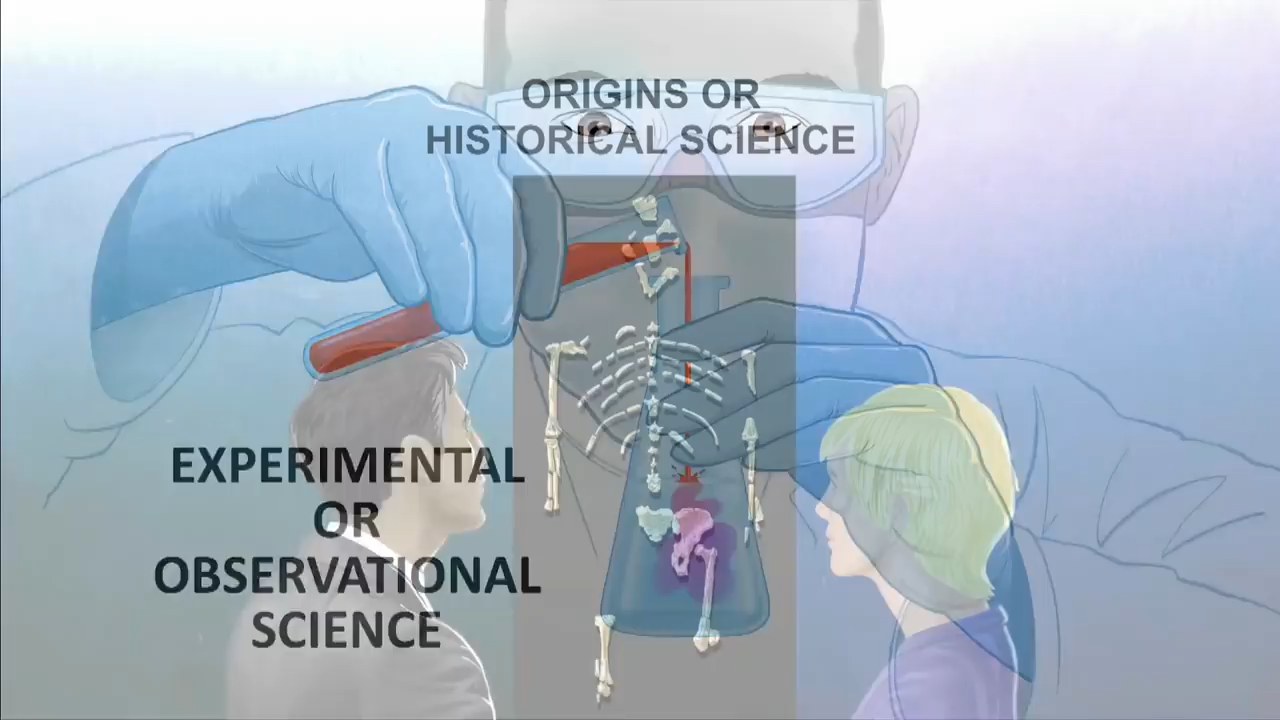 ORIGINS OR
HISTORICAL SCIENCE
EXPERIMENTAL
OR
OBSERVATIONAL
SCIENCE